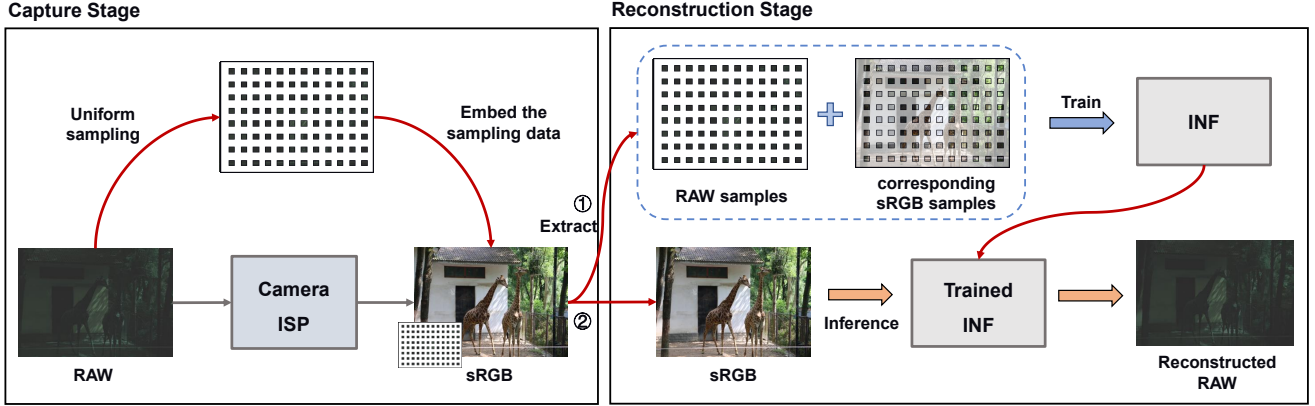 Capture Stage
Uniform
sampling
Embed the
sampling data
RAW
Camera
ISP
sRGB
Reconstruction Stage
①
Extract
②
RAW samples
corresponding
sRGB samples
Train
INF
sRGB
Inference
Trained
INF
Reconstructed
RAW